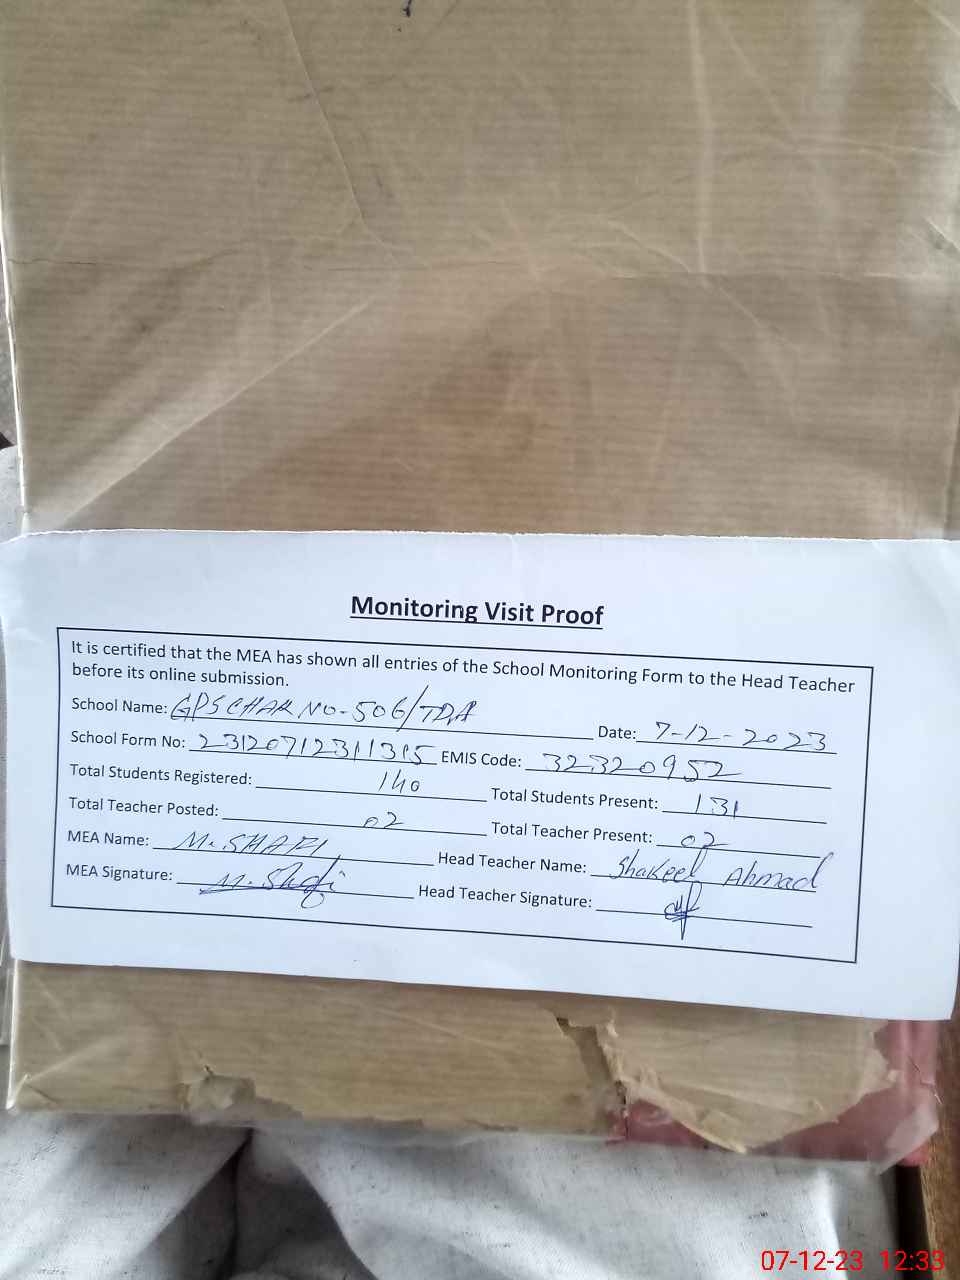 Monitoring Visit Proof
It is certified that the MEA has shown all entries of the School Monitoring Form to the Head Teacher
before its online submission.
School Name: GPS CHAK NO-506/TDA Date: 7-12-2023
School Form No: 23120712311315 EMIS Code: 32320952
Total Students Registered: 140 Total Students Present: 131
Total Teacher Posted: 02 Total Teacher Present: 02
MEA Name: M. SHAFI Head Teacher Name: Shakeel Ahmad
MEA Signature: M. Shafi Head Teacher Signature:
07-12-23 12:33